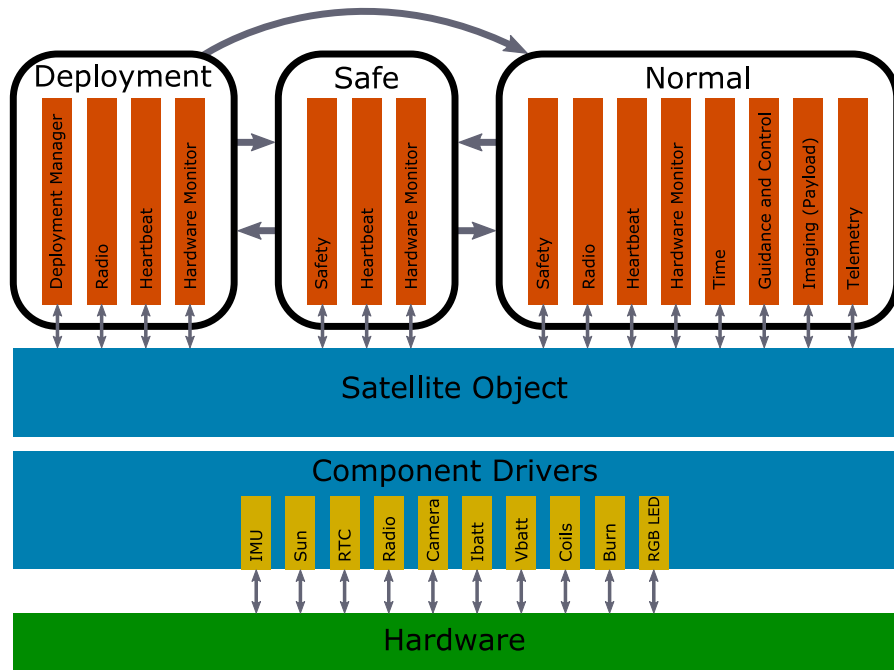 Deployment
Deployment Manager
Radio
Heartbeat
Hardware Monitor
Safe
Safety
Heartbeat
Hardware Monitor
Normal
Safety
Radio
Heartbeat
Hardware Monitor
Time
Guidance and Control
Imaging (Payload)
Telemetry
Satellite Object
Component Drivers
IMU
Sun
RTC
Radio
Camera
Ibatt
Vbatt
Coils
Burn
RGB LED
Hardware